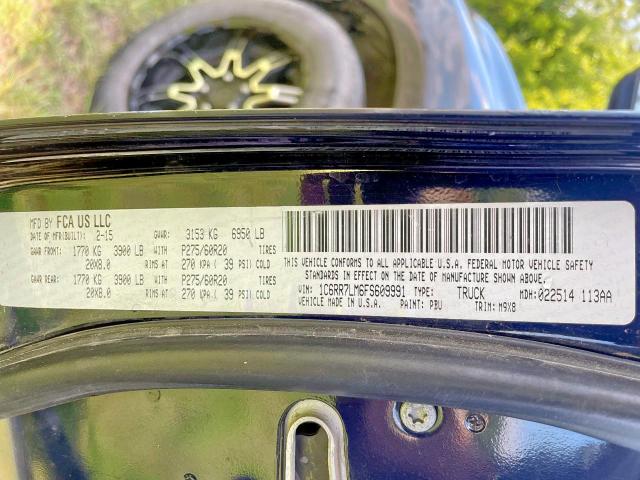 MFD BY FCA US LLC
DATE OF MFR(BUILT): 2-15 GVWR: 3153 KG 6950 LB
GAWR FRONT: 1770 KG 3900 LB WITH P275/60R20 TIRES
20X8.0 RIMS AT 270 KPA ( 39 PSI) COLD
GAWR REAR: 1770 KG 3900 LB WITH P275/60R20 TIRES
20X8.0 RIMS AT 270 KPA ( 39 PSI) COLD
THIS VEHICLE CONFORMS TO ALL APPLICABLE U.S.A. FEDERAL MOTOR VEHICLE SAFETY
STANDARDS IN EFFECT ON THE DATE OF MANUFACTURE SHOWN ABOVE.
VIN: 1C6RR7LM6FS609991 TYPE: TRUCK MDH: 022514 113AA
VEHICLE MADE IN U.S.A. PAINT: PBU TRIM: M9X8